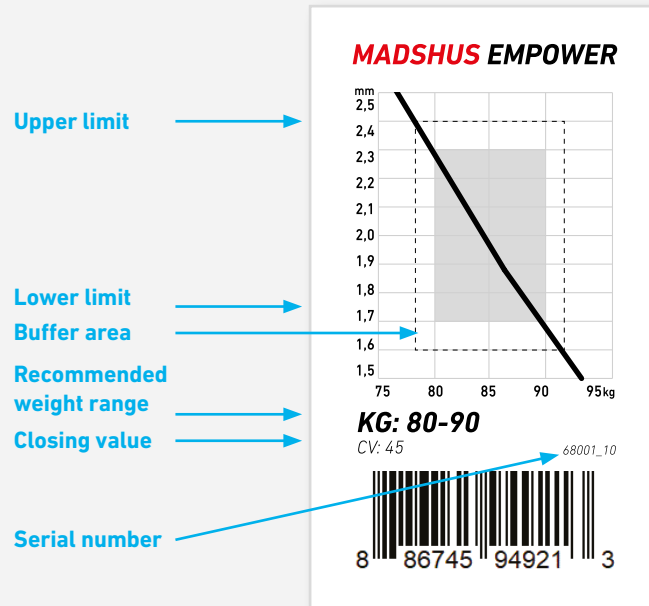 MADSHUS EMPOWER
mm
2,5
Upper limit
2,4
2,3
2,2
2,1
2,0
1,9
1,8
Lower limit
1,7
Buffer area
1,6
1,5
Recommended
weight range
75 80 85 90 95kg
KG: 80-90
Closing value
CV: 45
68001_10
Serial number
8 86745 94921 3